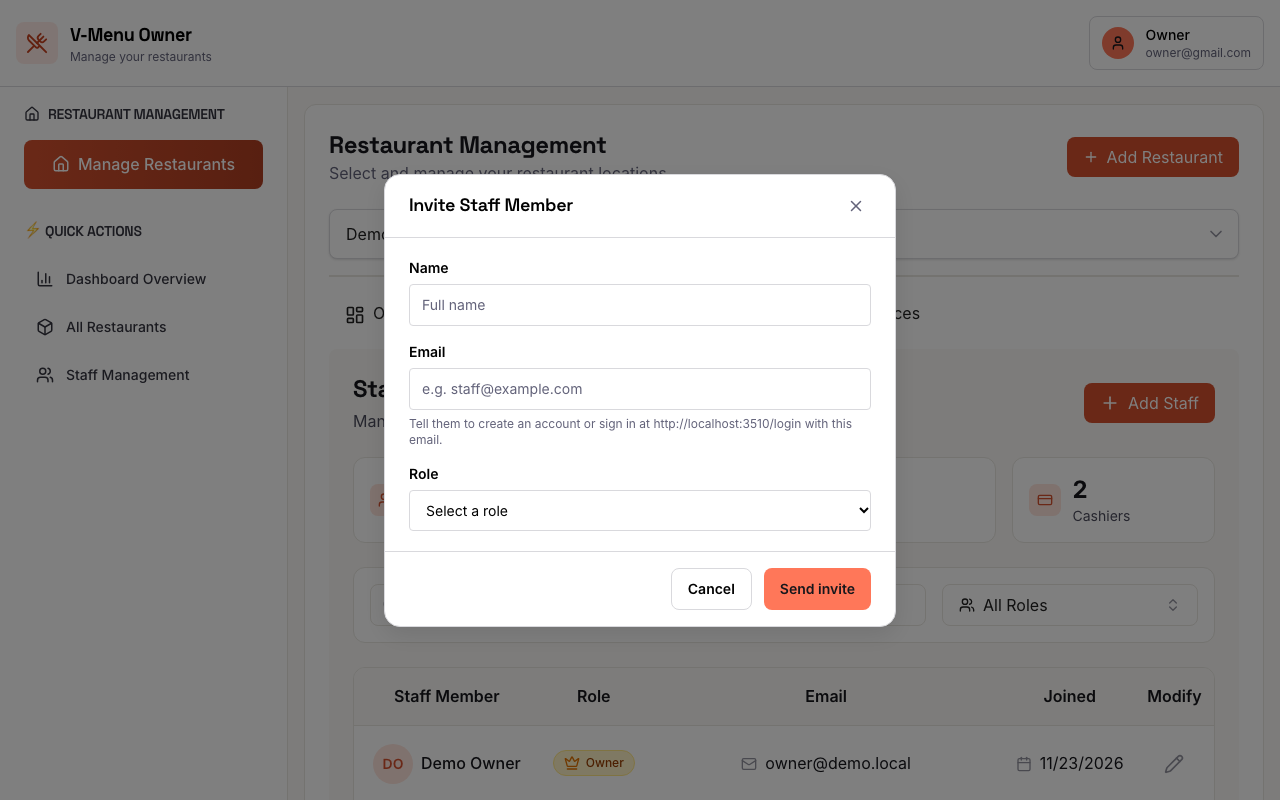 V-Menu Owner
Manage your restaurants
Owner
owner@gmail.com
RESTAURANT MANAGEMENT
Manage Restaurants
QUICK ACTIONS
Dashboard Overview
All Restaurants
Staff Management
Restaurant Management
Select and manage your restaurant locations
Add Restaurant
Invite Staff Member
Name
Full name
Email
e.g. staff@example.com
Tell them to create an account or sign in at http://localhost:3510/login with this
email.
Role
Select a role
Cancel
Send invite
Add Staff
2
Cashiers
All Roles
Staff Member Role Email Joined Modify
DO Demo Owner Owner owner@demo.local 11/23/2026